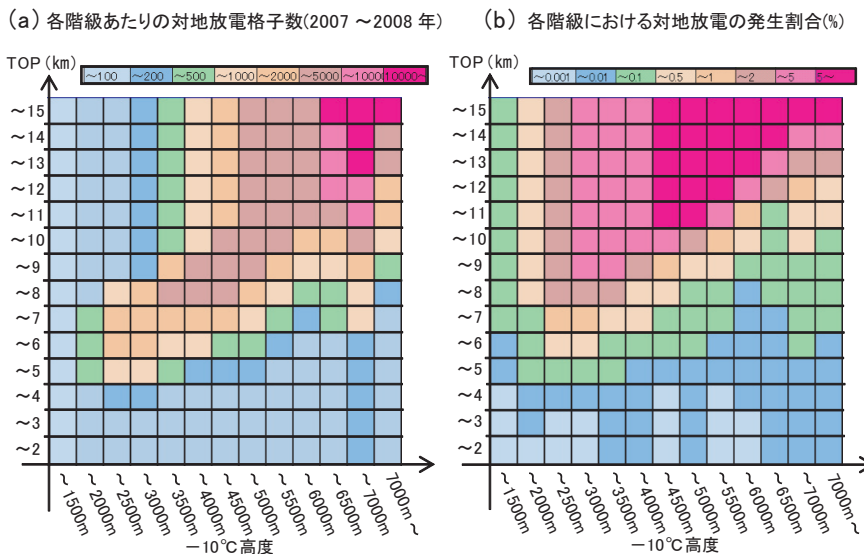 (a) 各階級あたりの対地放電格子数(2007 ～2008 年)
TOP(km)
～100 ～200 ～500 ～1000 ～2000 ～5000 ～10000 10000～
～15
～14
～13
～12
～11
～10
～9
～8
～7
～6
～5
～4
～3
～2
～1500m
～2000m
～2500m
～3000m
～3500m
～4000m
～4500m
～5000m
～5500m
～6000m
～7000m
7000m～
－10℃高度
(b) 各階級における対地放電の発生割合(%)
TOP(km)
～0.001 ～0.01 ～0.1 ～0.5 ～1 ～2 ～5 5～
～15
～14
～13
～12
～11
～10
～9
～8
～7
～6
～5
～4
～3
～2
～1500m
～2000m
～2500m
～3000m
～3500m
～4000m
～4500m
～5000m
～5500m
～6000m
～6500m
～7000m
7000m～
－10℃高度